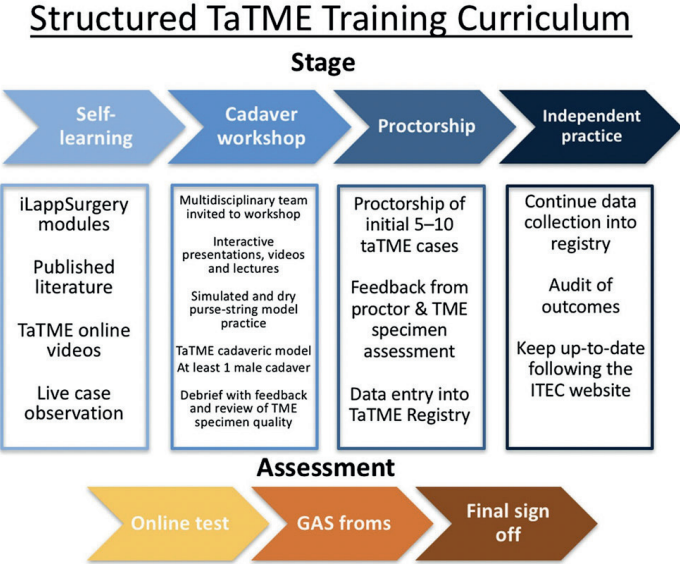 Structured TaTME Training Curriculum
Stage
Self-
learning
Cadaver
workshop
Proctorship
Independent
practice
iLappSurgery
modules
Published
literature
TaTME online
videos
Live case
observation
Multidisciplinary team
invited to workshop
Interactive
presentations, videos
and lectures
Simulated and dry
purse-string model
practice
TaTME cadaveric model
At least 1 male cadaver
Debrief with feedback
and review of TME
specimen quality
Proctorship of
initial 5–10
taTME cases
Feedback from
proctor & TME
specimen
assessment
Data entry into
TaTME Registry
Continue data
collection into
registry
Audit of
outcomes
Keep up-to-date
following the
ITEC website
Assessment
Online test
GAS froms
Final sign
off